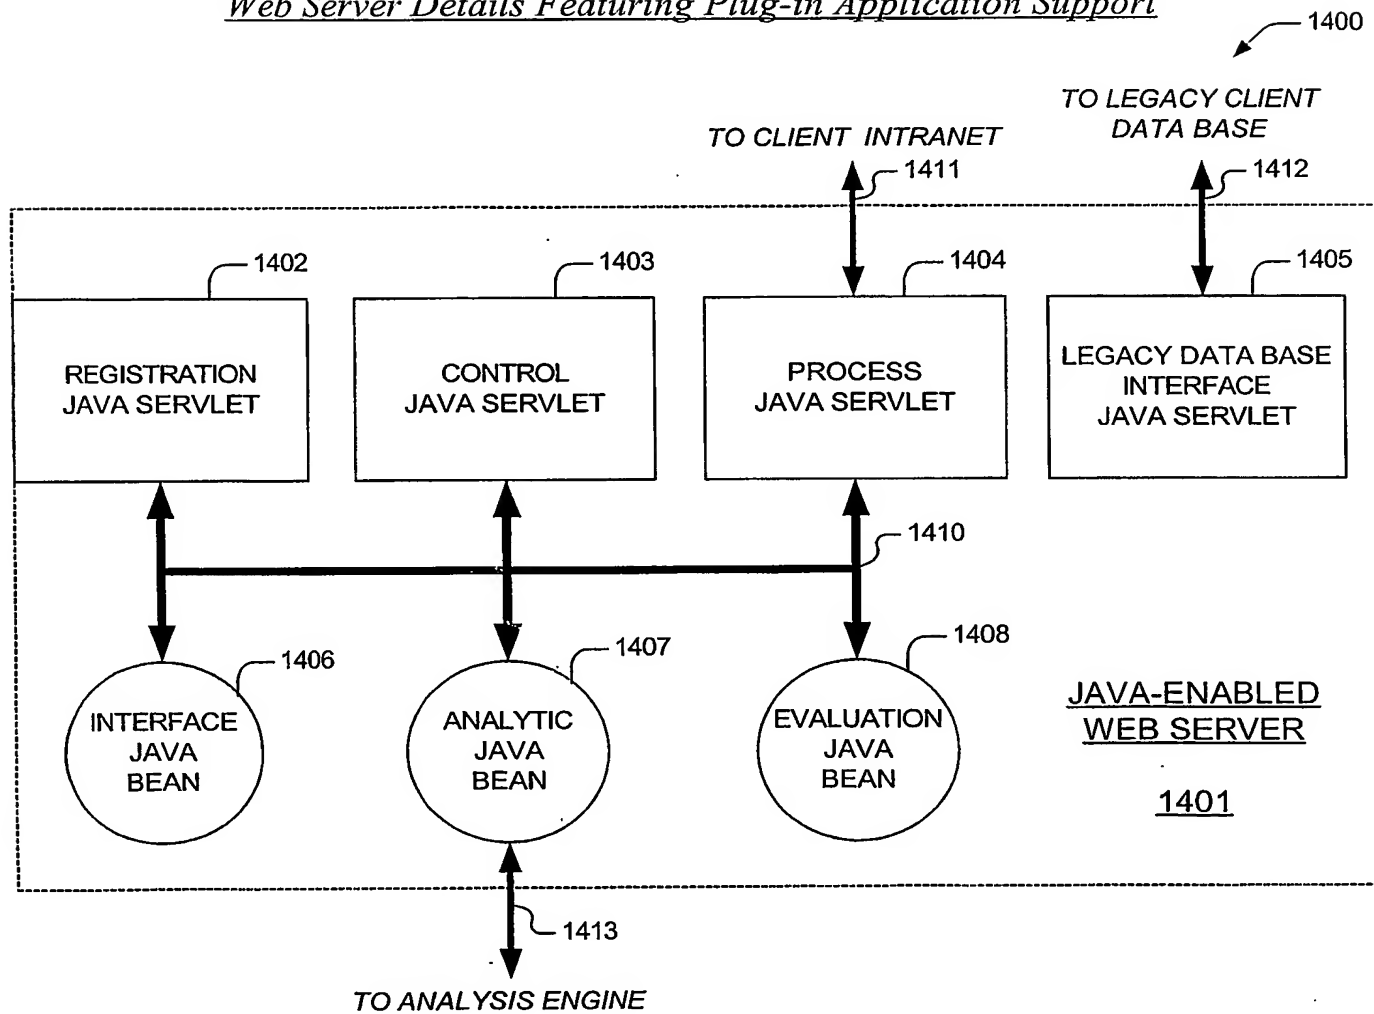 Web Server Details Featuring Plug-in Application Support
1400
TO LEGACY CLIENT
DATA BASE
TO CLIENT INTRANET
1411
1412
1402
1403
1404
1405
REGISTRATION
JAVA SERVLET
CONTROL
JAVA SERVLET
PROCESS
JAVA SERVLET
LEGACY DATA BASE
INTERFACE
JAVA SERVLET
1410
1406
1407
1408
INTERFACE
JAVA
BEAN
ANALYTIC
JAVA
BEAN
EVALUATION
JAVA
BEAN
JAVA-ENABLED
WEB SERVER
1401
1413
TO ANALYSIS ENGINE